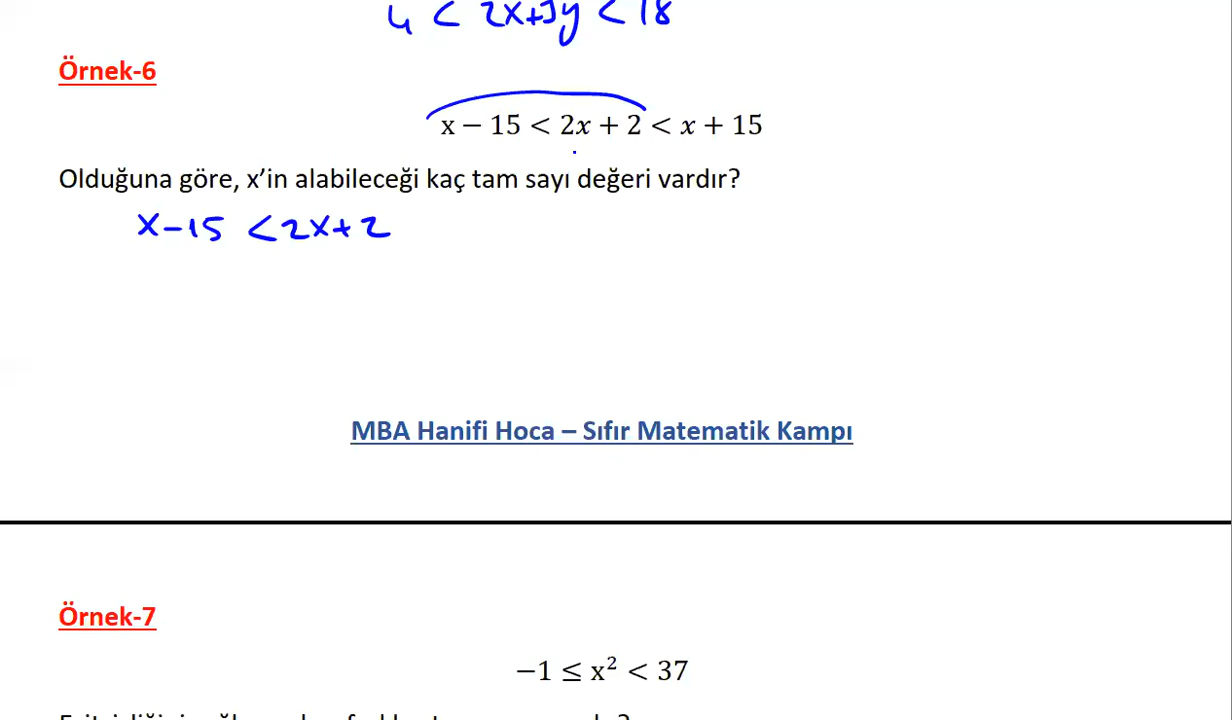 4 < 2x+3y < 18
Örnek-6
x − 15 < 2x + 2 < x + 15
Olduğuna göre, x’in alabileceği kaç tam sayı değeri vardır?
x−15 < 2x+2
MBA Hanifi Hoca – Sıfır Matematik Kampı
Örnek-7
−1 ≤ x² < 37